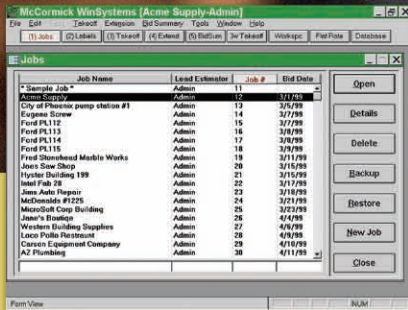 McCormick WinSystems [Acme Supply-Admin]
File Edit Takeoff Extension Bid Summary Tools Window Help
(1) Jobs (2) Labels (3) Takeoff (4) Extend (5) BidSum 3w Takeoff Workspc Flat Rate Database
Jobs
Job Name Lead Estimator Job # Bid Date
* Sample Job * Admin 11
Acme Supply Admin 12 3/1/99
City of Phoenix pump station #1 Admin 13 3/5/99
Eugene Screw Admin 14 3/7/99
Ford PL112 Admin 15 3/7/99
Ford PL113 Admin 16 3/8/99
Ford PL114 Admin 17 3/8/99
Ford PL115 Admin 18 3/9/99
Fred Stonehead Marble Works Admin 19 3/11/99
Joes Saw Shop Admin 20 3/15/99
Hyster Building 199 Admin 21 3/15/99
Intel Fab 28 Admin 22 3/17/99
Jims Auto Repair Admin 23 3/18/99
McDonalds #1225 Admin 24 3/21/99
MicroSoft Corp Building Admin 25 3/23/99
Jane's Boutique Admin 26 4/4/99
Western Building Supplies Admin 27 4/6/99
Loco Pollo Restraunt Admin 28 4/9/99
Carson Equipment Company Admin 29 4/10/99
AZ Plumbing Admin 30 4/11/99
Open
Details
Delete
Backup
Restore
New Job
Close
Form View NUM